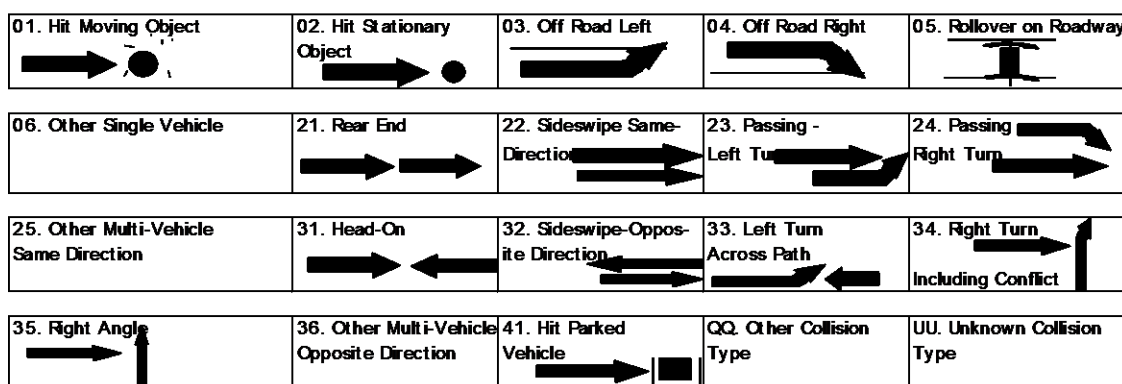 01. Hit Moving Object
02. Hit Stationary
Object
03. Off Road Left
04. Off Road Right
05. Rollover on Roadway
06. Other Single Vehicle
21. Rear End
22. Sideswipe Same-
Direction
23. Passing -
Left Turn
24. Passing
Right Turn
25. Other Multi-Vehicle
Same Direction
31. Head-On
32. Sideswipe-Oppos-
ite Direction
33. Left Turn
Across Path
34. Right Turn
Including Conflict
35. Right Angle
36. Other Multi-Vehicle
Opposite Direction
41. Hit Parked
Vehicle
QQ. Other Collision
Type
UU. Unknown Collision
Type